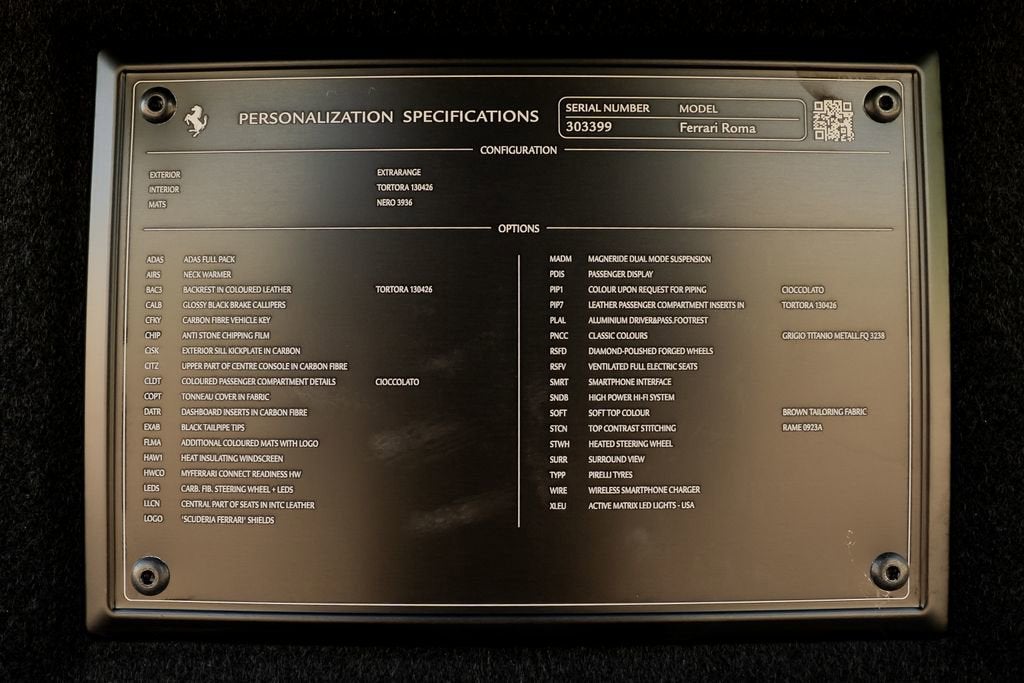 PERSONALIZATION SPECIFICATIONS
SERIAL NUMBER MODEL
303399 Ferrari Roma
CONFIGURATION
EXTERIOR EXTRARANGE
INTERIOR TORTORA 130426
MATS NERO 3936
OPTIONS
ADAS ADAS FULL PACK
AIRS NECK WARMER
BAC3 BACKREST IN COLOURED LEATHER TORTORA 130426
CALB GLOSSY BLACK BRAKE CALLIPERS
CFKY CARBON FIBRE VEHICLE KEY
CHIP ANTI STONE CHIPPING FILM
CISK EXTERIOR SILL KICKPLATE IN CARBON
CITZ UPPER PART OF CENTRE CONSOLE IN CARBON FIBRE
CLDT COLOURED PASSENGER COMPARTMENT DETAILS CIOCCOLATO
COPT TONNEAU COVER IN FABRIC
DATR DASHBOARD INSERTS IN CARBON FIBRE
EXAB BLACK TAILPIPE TIPS
FLMA ADDITIONAL COLOURED MATS WITH LOGO
HAW1 HEAT INSULATING WINDSCREEN
HWCO MYFERRARI CONNECT READINESS HW
LEDS CARB. FIB. STEERING WHEEL + LEDS
LLCN CENTRAL PART OF SEATS IN INTC LEATHER
LOGO 'SCUDERIA FERRARI' SHIELDS
MADM MAGNERIDE DUAL MODE SUSPENSION
PDIS PASSENGER DISPLAY
PIP1 COLOUR UPON REQUEST FOR PIPING CIOCCOLATO
PIP7 LEATHER PASSENGER COMPARTMENT INSERTS IN TORTORA 130426
PLAL ALUMINIUM DRIVER&PASS.FOOTREST
PNCC CLASSIC COLOURS GRIGIO TITANIO METALL.FQ 3238
RSFD DIAMOND-POLISHED FORGED WHEELS
RSFV VENTILATED FULL ELECTRIC SEATS
SMRT SMARTPHONE INTERFACE
SNDB HIGH POWER HI-FI SYSTEM
SOFT SOFT TOP COLOUR BROWN TAILORING FABRIC
STCN TOP CONTRAST STITCHING RAME 0923A
STWH HEATED STEERING WHEEL
SURR SURROUND VIEW
TYPP PIRELLI TYRES
WIRE WIRELESS SMARTPHONE CHARGER
XLEU ACTIVE MATRIX LED LIGHTS - USA